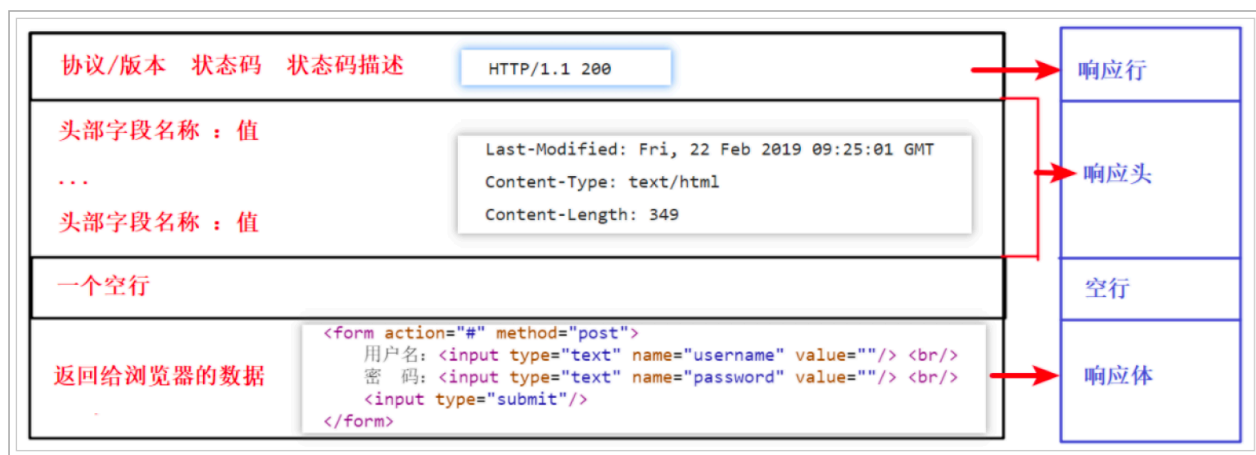 协议/版本 状态码 状态码描述 HTTP/1.1 200 响应行
头部字段名称 : 值
...
头部字段名称 : 值
Last-Modified: Fri, 22 Feb 2019 09:25:01 GMT
Content-Type: text/html
Content-Length: 349
响应头
一个空行 空行
返回给浏览器的数据
<form action="#" method="post">
用户名: <input type="text" name="username" value=""/> <br/>
密 码: <input type="text" name="password" value=""/> <br/>
<input type="submit"/>
</form>
响应体